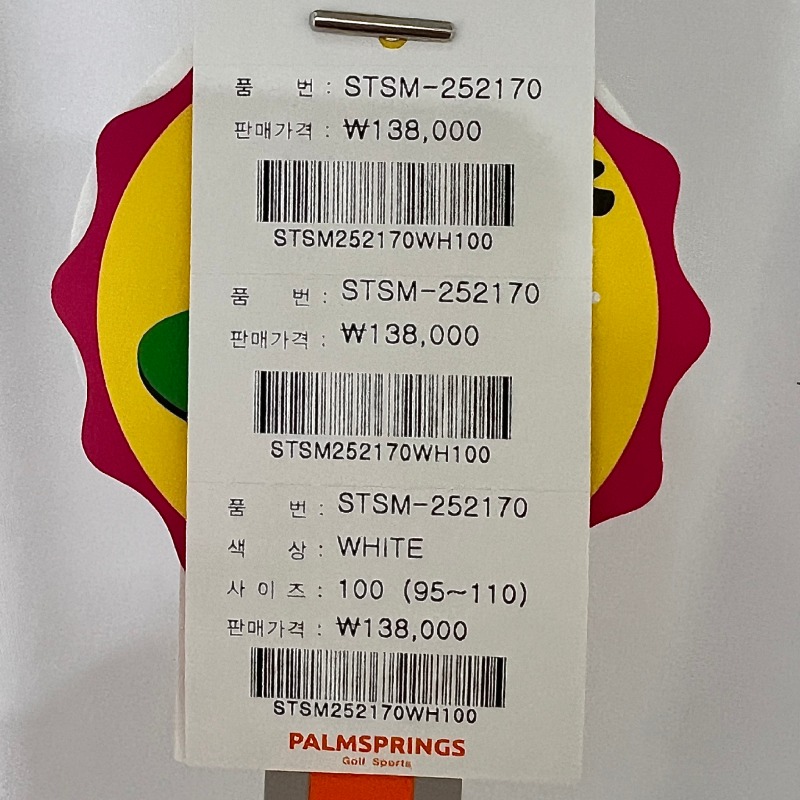 품 번 : STSM-252170
판매가격 : ₩138,000
STSM252170WH100
품 번 : STSM-252170
판매가격 : ₩138,000
STSM252170WH100
품 번 : STSM-252170
색 상 : WHITE
사 이 즈 : 100 (95~110)
판매가격 : ₩138,000
STSM252170WH100
PALMSPRINGS
Golf Sports